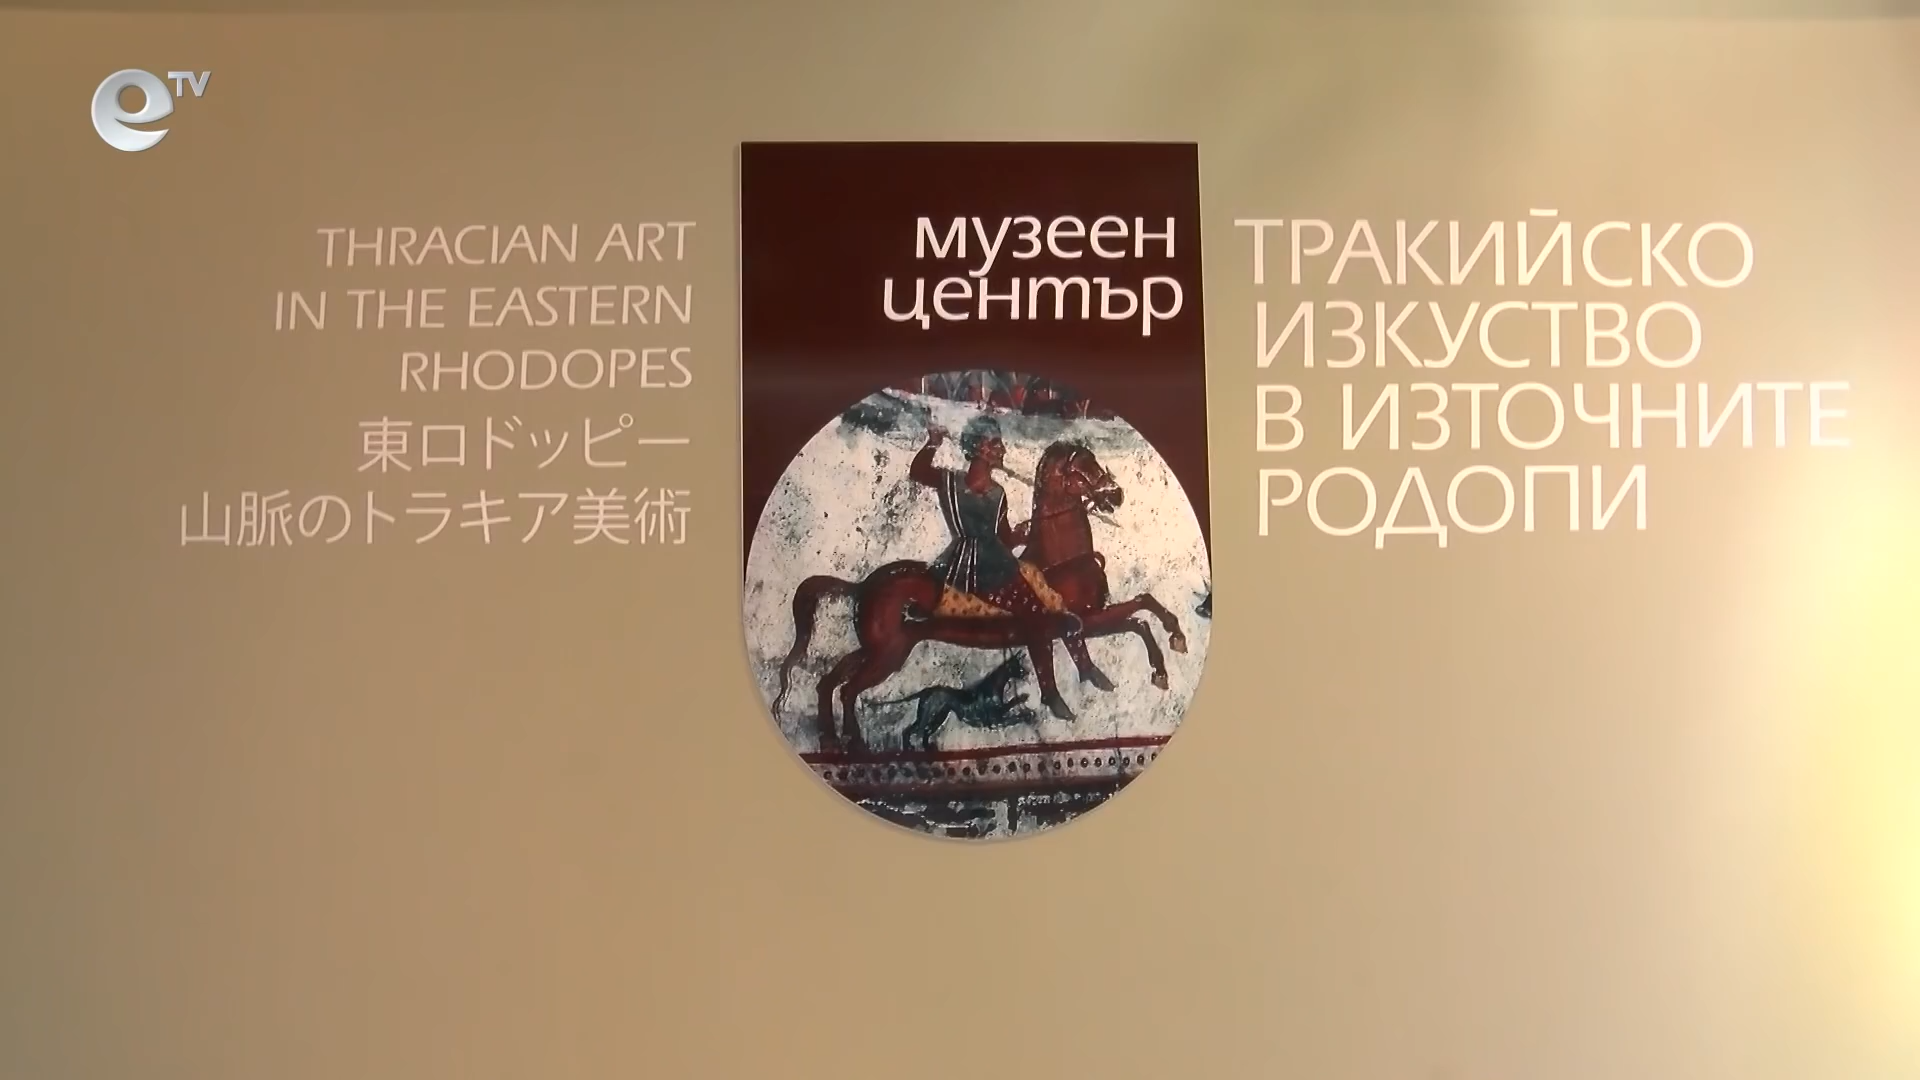 eTV
THRACIAN ART
IN THE EASTERN
RHODOPES
東ロドッピー
山脈のトラキア美術
музеен
център
ТРАКИЙСКО
ИЗКУСТВО
В ИЗТОЧНИТЕ
РОДОПИ